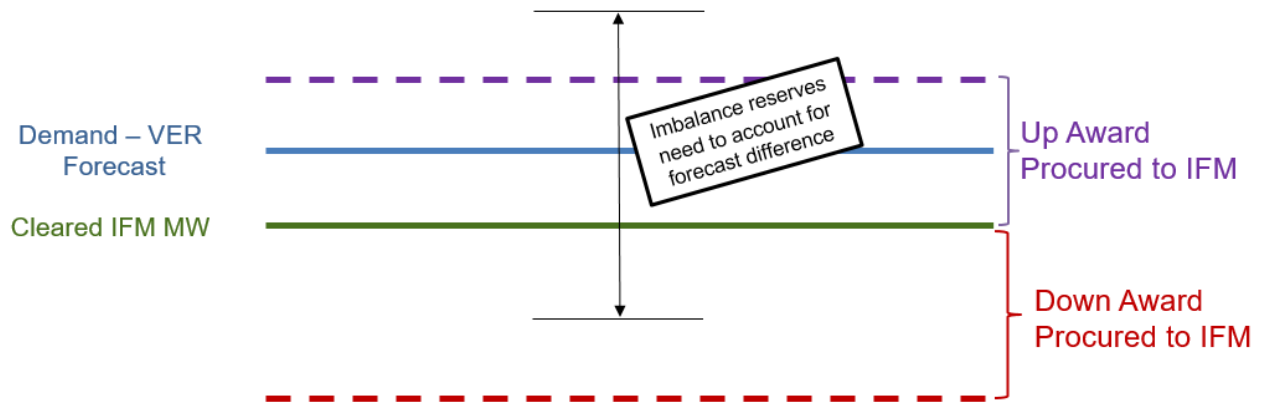 Demand – VER
Forecast
Cleared IFM MW
Imbalance reserves
need to account for
forecast difference
Up Award
Procured to IFM
Down Award
Procured to IFM